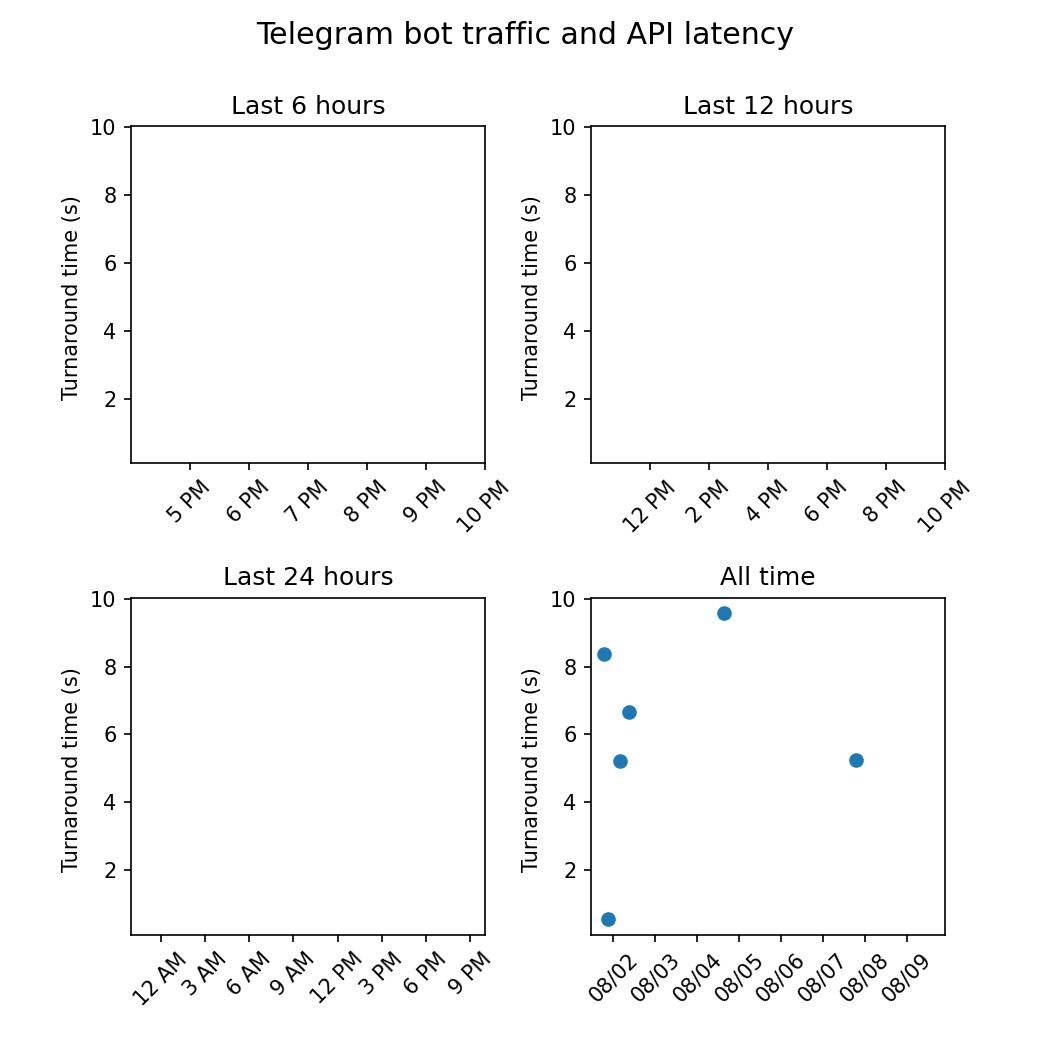 Telegram bot traffic and API latency
Last 6 hours
10
8
6
4
2
Turnaround time (s)
5 PM
6 PM
7 PM
8 PM
9 PM
10 PM
Last 12 hours
10
8
6
4
2
Turnaround time (s)
12 PM
2 PM
4 PM
6 PM
8 PM
10 PM
Last 24 hours
10
8
6
4
2
Turnaround time (s)
12 AM
3 AM
6 AM
9 AM
12 PM
3 PM
6 PM
9 PM
All time
10
8
6
4
2
Turnaround time (s)
08/02
08/03
08/04
08/05
08/06
08/07
08/08
08/09